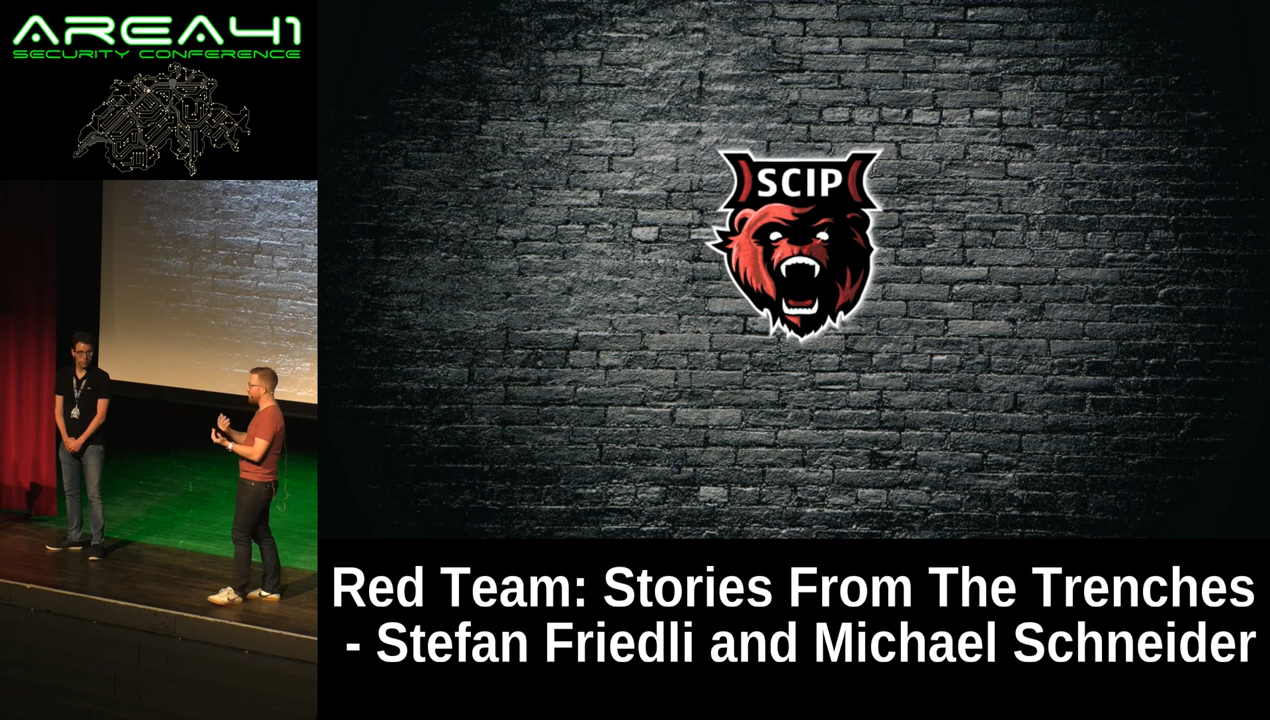 AREA41
SECURITY CONFERENCE
SCIP
Red Team: Stories From The Trenches
- Stefan Friedli and Michael Schneider